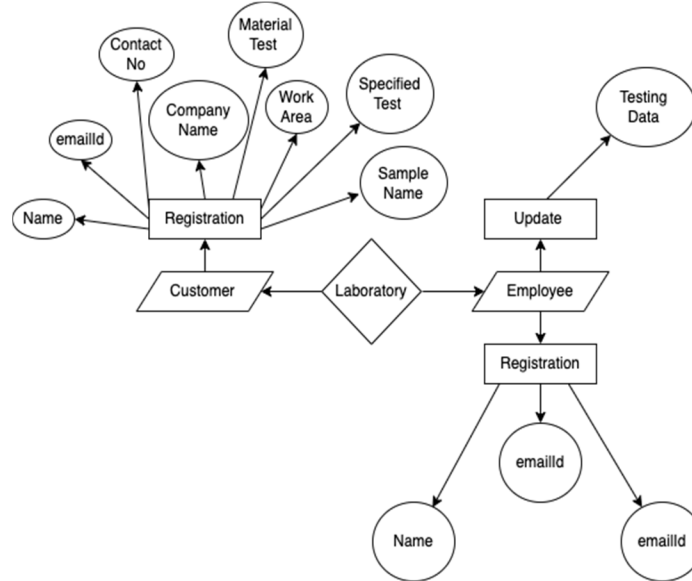 Material
Test
Contact
No
Work
Area
Specified
Test
Testing
Data
Company
Name
emailId
Sample
Name
Name
Registration
Update
Customer
Laboratory
Employee
Registration
emailId
Name
emailId